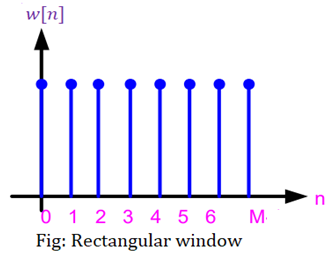 w[n]
n
0 1 2 3 4 5 6 M
Fig: Rectangular window